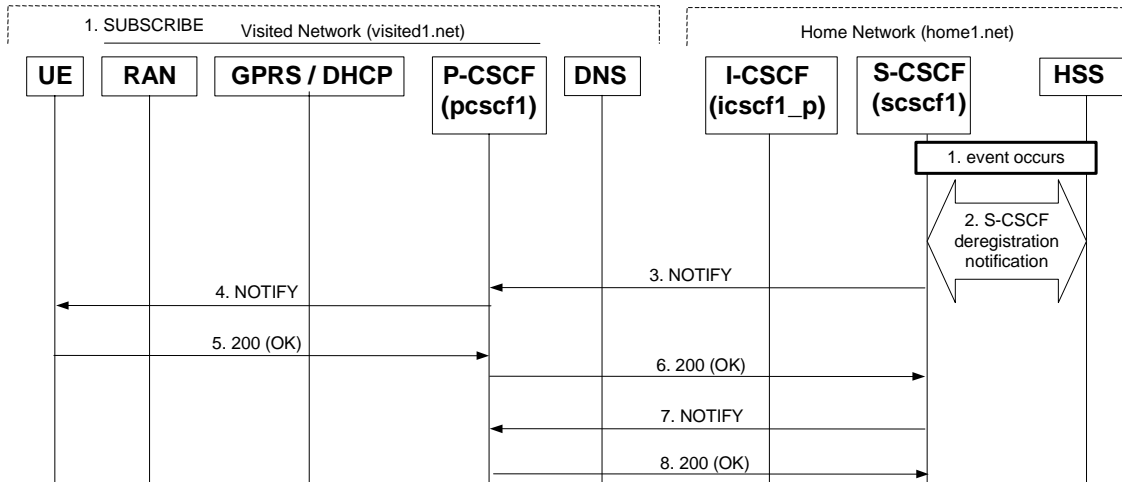 1. SUBSCRIBE
Visited Network (visited1.net)
Home Network (home1.net)
UE
RAN
GPRS / DHCP
P-CSCF
(pcscf1)
DNS
I-CSCF
(icscf1_p)
S-CSCF
(scscf1)
HSS
1. event occurs
2. S-CSCF
deregistration
notification
3. NOTIFY
4. NOTIFY
5. 200 (OK)
6. 200 (OK)
7. NOTIFY
8. 200 (OK)